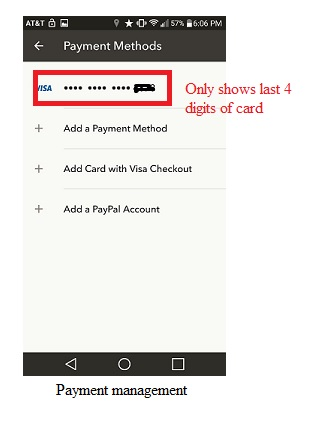 AT&T 57% 6:06 PM
Payment Methods
VISA •••• •••• ••••
Only shows last 4
digits of card
+ Add a Payment Method
+ Add Card with Visa Checkout
+ Add a PayPal Account
Payment management